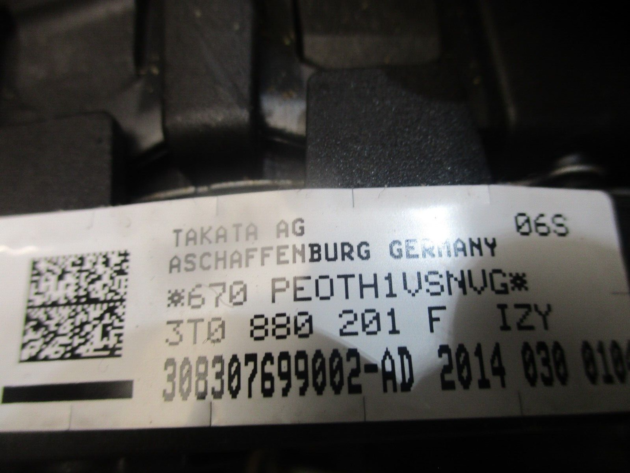 TAKATA AG 06S
ASCHAFFENBURG GERMANY
*670 PEOTH1VSNVG*
3T0 880 201 F IZY
308307699002-AD 2014 030